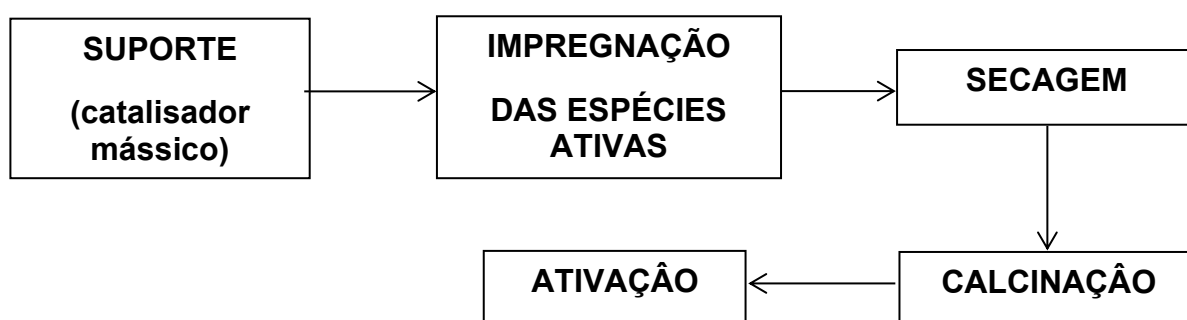 SUPORTE
(catalisador
mássico)
IMPREGNAÇÃO
DAS ESPÉCIES
ATIVAS
SECAGEM
CALCINAÇÂO
ATIVAÇÂO